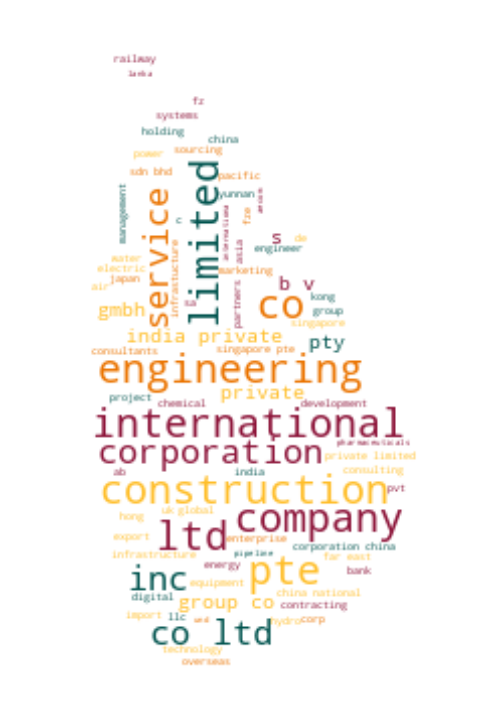 railway
lanka
fz
systems
holding
china
power
sourcing
sdn bhd
pacific
management
limited
yunnan
service
c
fze
asia
s
de
engineer
water
electric
infrastucture
marketing
japan
air
b v
sa
partners
co
kong
gmbh
group
singapore
india private
pty
consultants
singapore pte
engineering
private
project
chemical
development
international
pharmaceuticals
corporation
private limited
ab
india
consulting
construction
pvt
hong
uk
global
company
ltd
export
enterprise
corporation china
infrastructure
pipeline
far east
energy
pte
bank
inc
equipment
digital
china national
group co
contracting
import
llc
hydro
corp
co ltd
technology
overseas